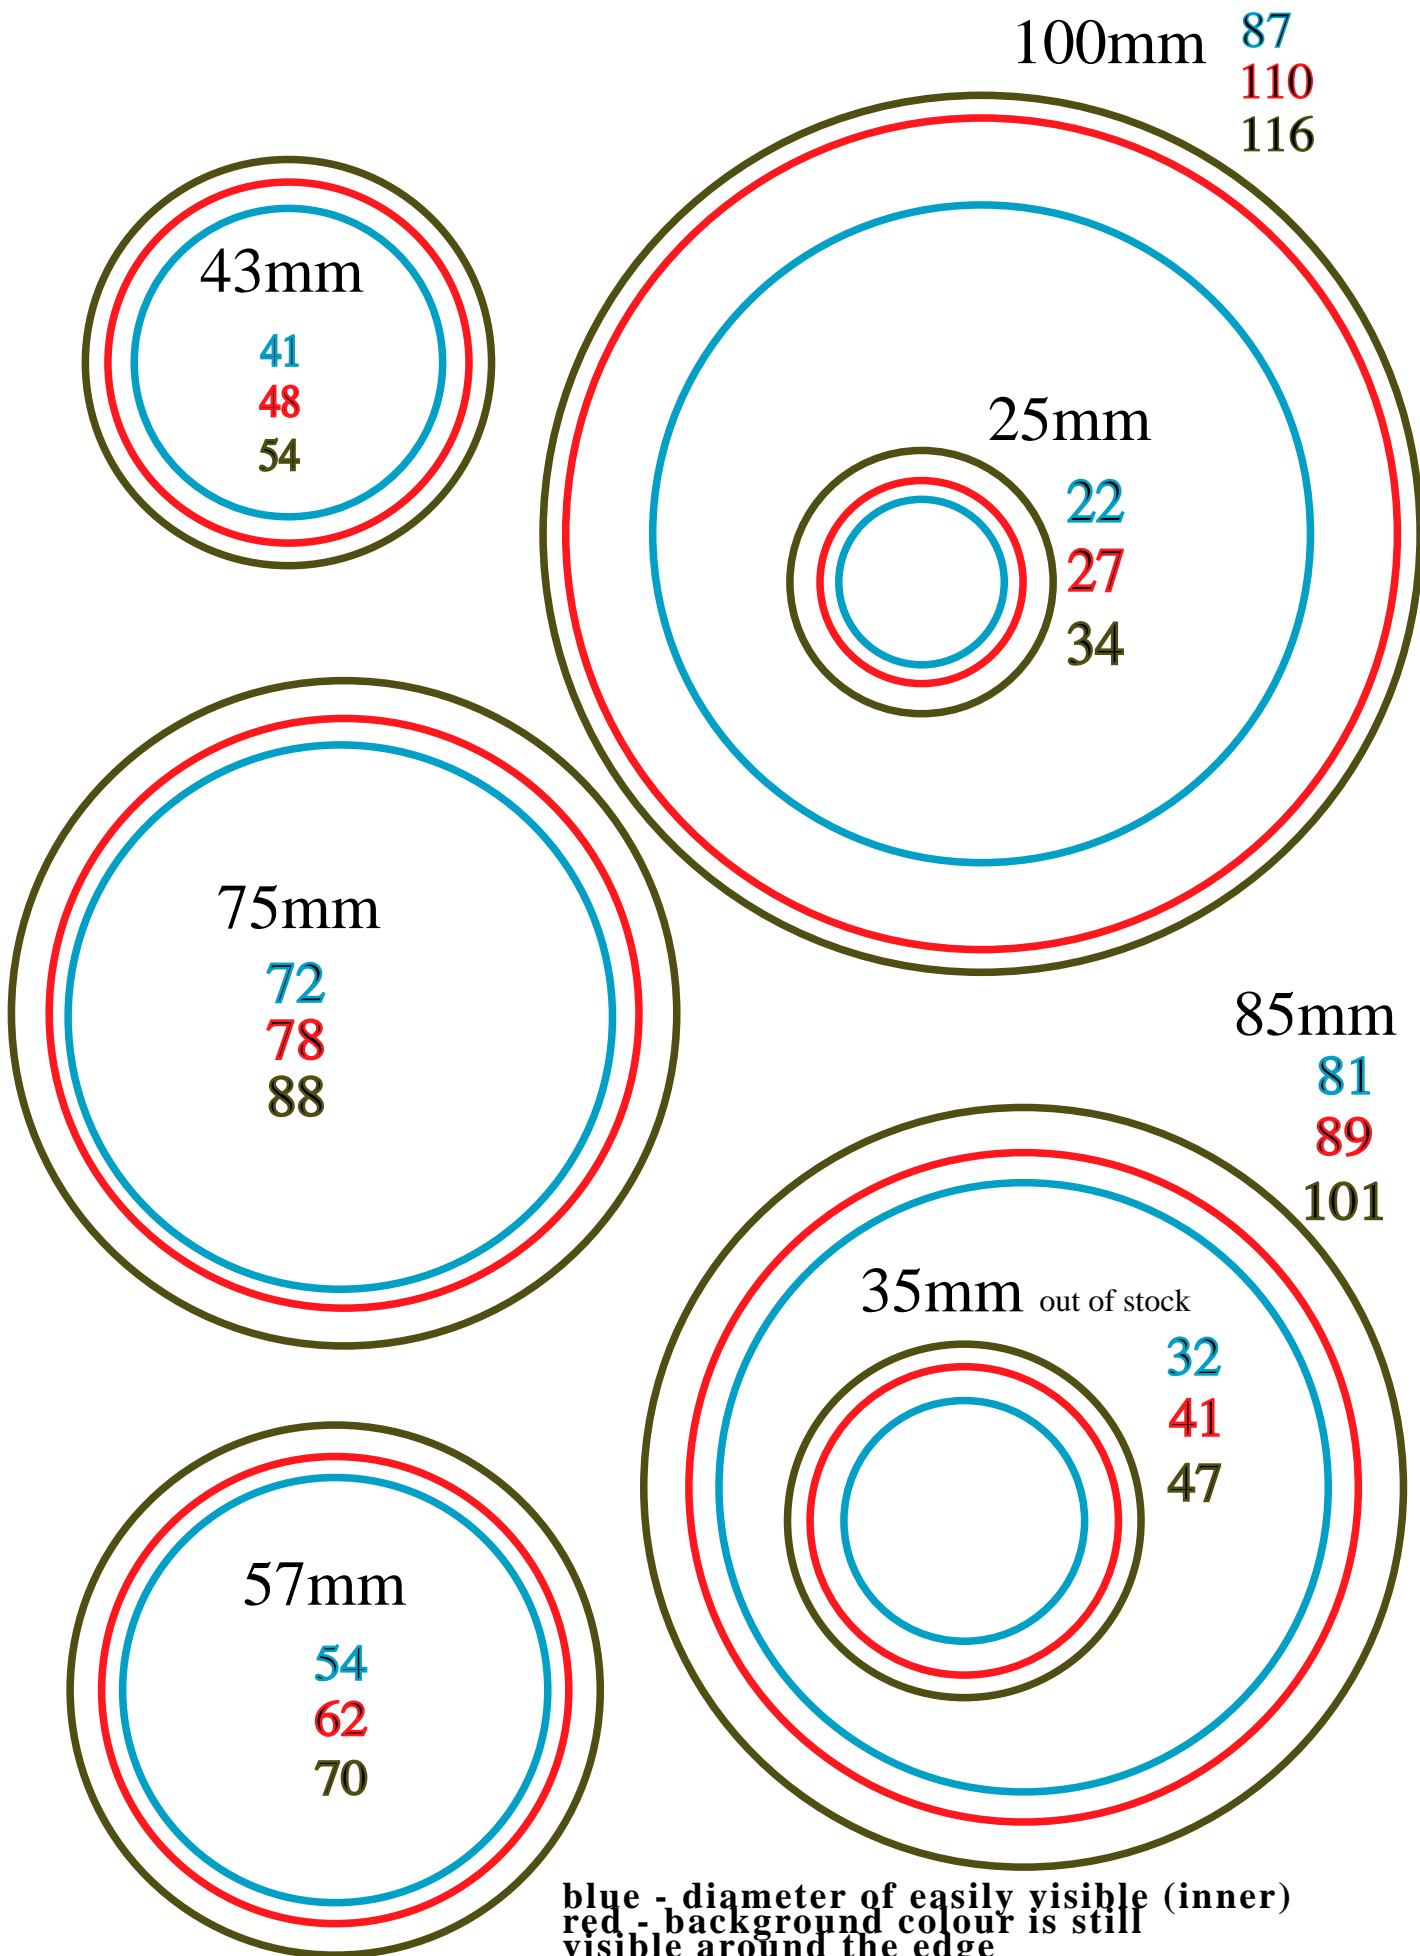 100mm
87
110
116
43mm
41
48
54
25mm
22
27
34
75mm
72
78
88
85mm
81
89
101
35mm out of stock
32
41
47
57mm
54
62
70
blue - diameter of easily visible (inner)
red - background colour is still
visible around the edge